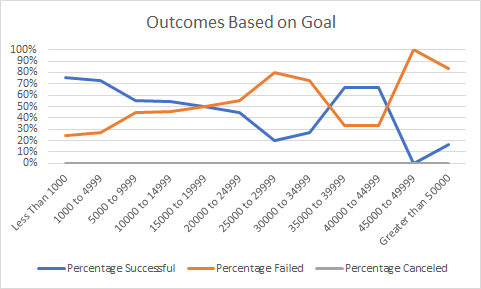 Outcomes Based on Goal
100%
90%
80%
70%
60%
50%
40%
30%
20%
10%
0%
Less Than 1000
1000 to 4999
5000 to 9999
10000 to 14999
15000 to 19999
20000 to 24999
25000 to 29999
30000 to 34999
35000 to 39999
40000 to 44999
45000 to 49999
Greater than 50000
Percentage Successful
Percentage Failed
Percentage Canceled